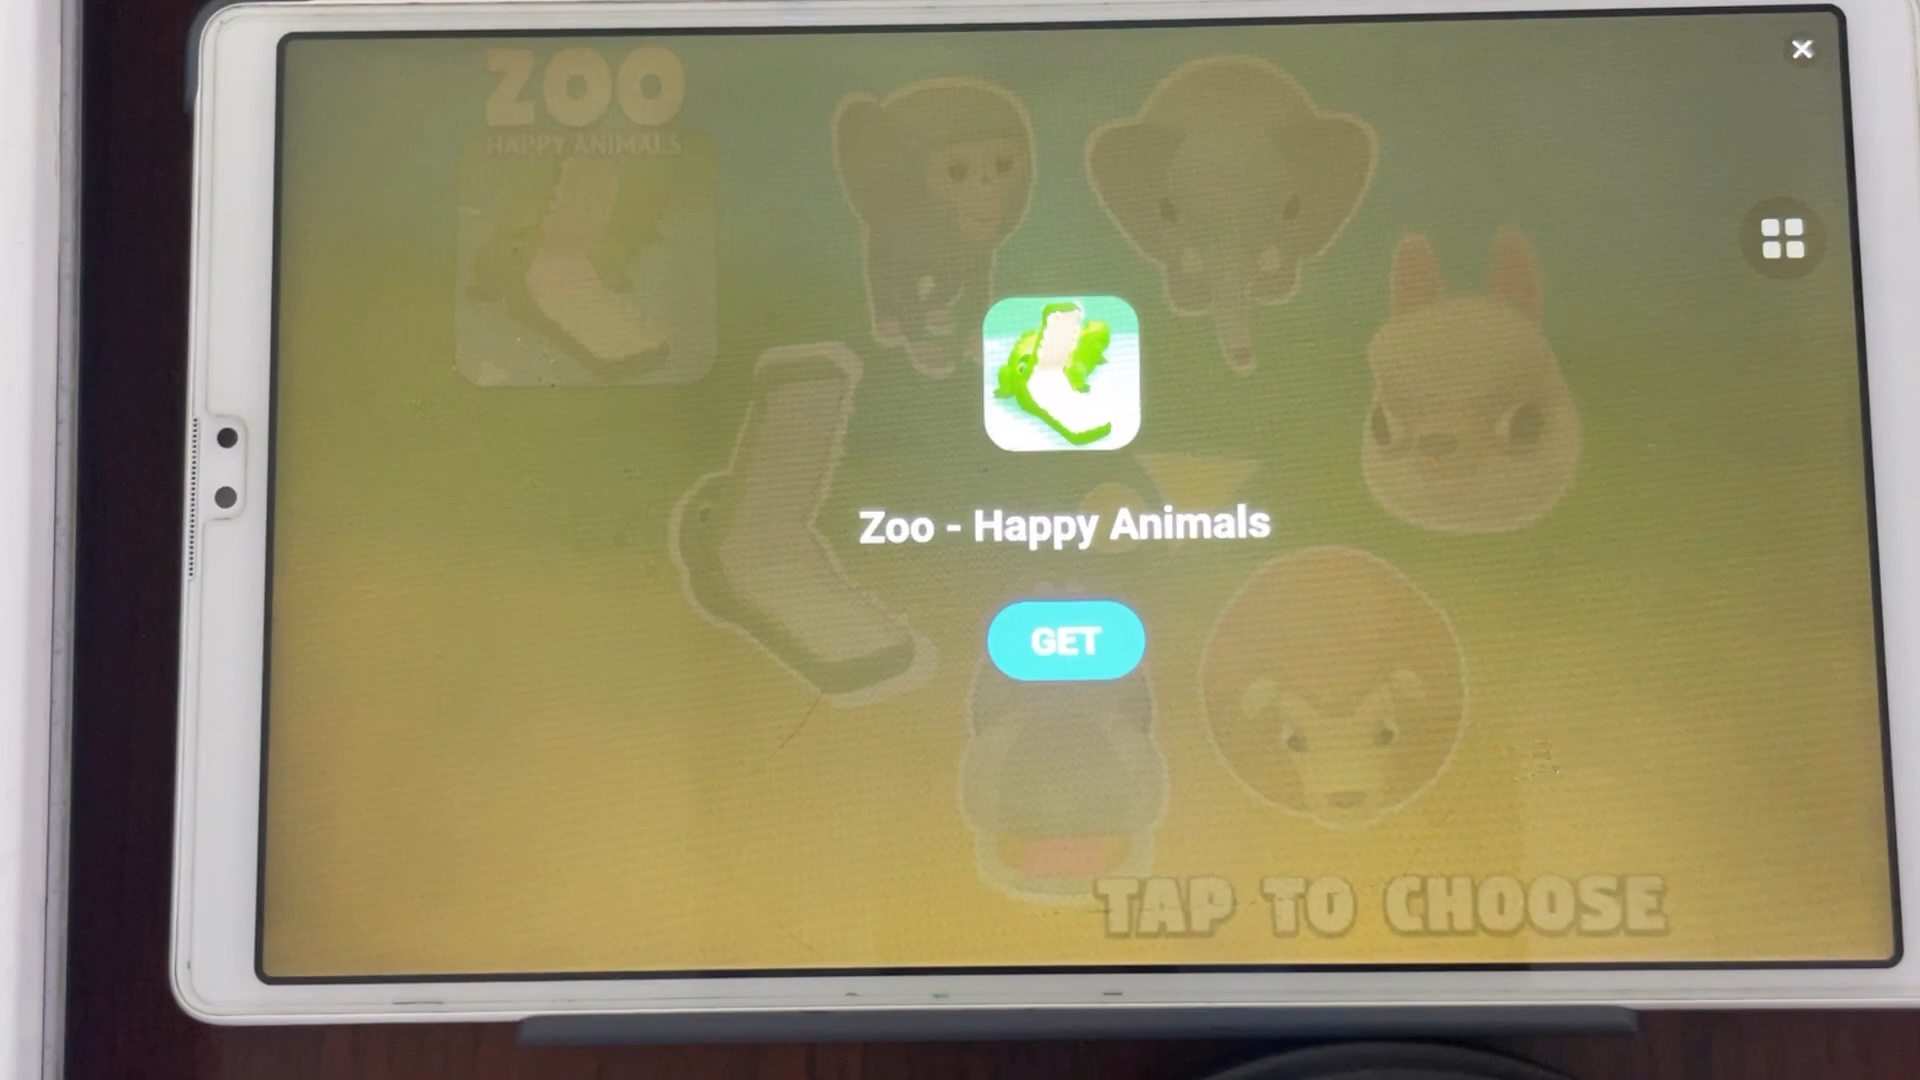 ZOO
HAPPY ANIMALS
Zoo - Happy Animals
GET
TAP TO CHOOSE